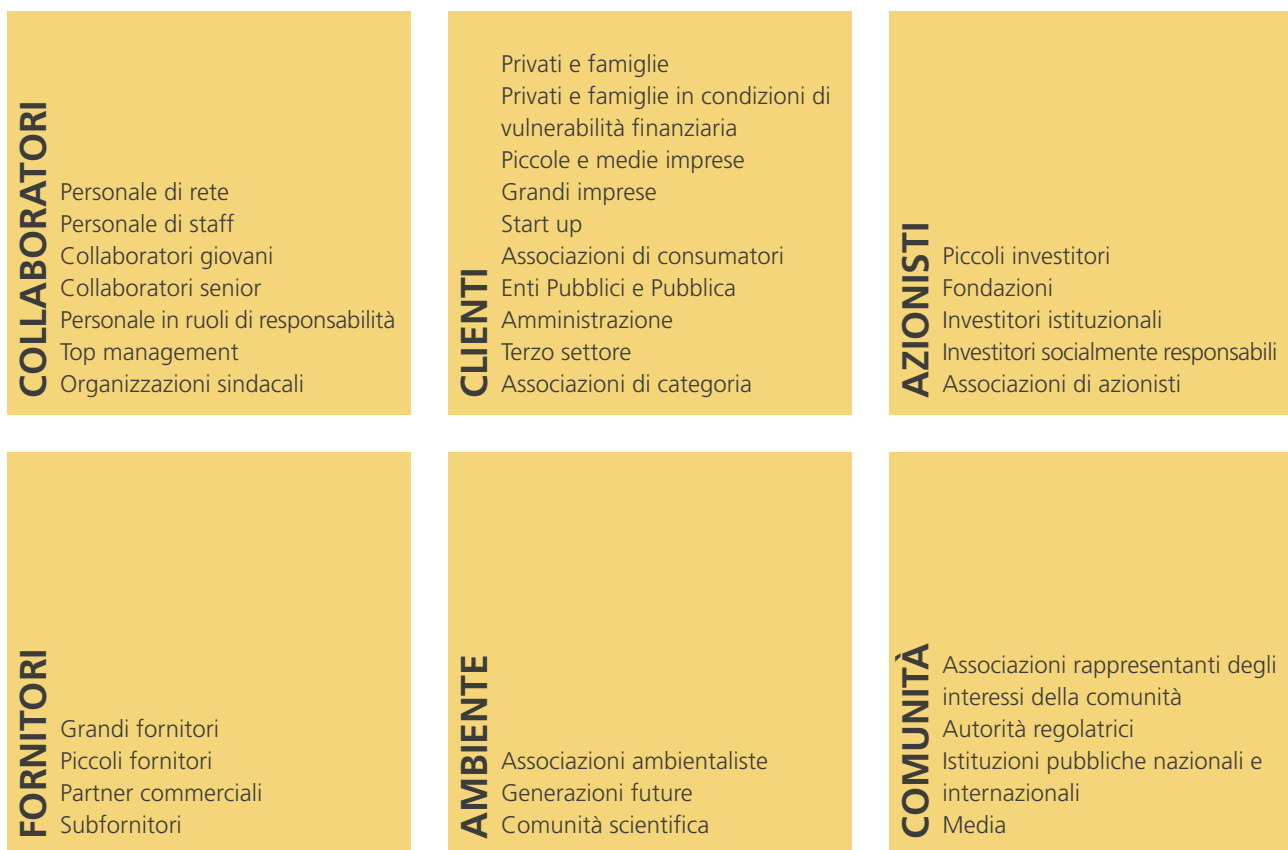 COLLABORATORI
Personale di rete
Personale di staff
Collaboratori giovani
Collaboratori senior
Personale in ruoli di responsabilità
Top management
Organizzazioni sindacali
CLIENTI
Privati e famiglie
Privati e famiglie in condizioni di
vulnerabilità finanziaria
Piccole e medie imprese
Grandi imprese
Start up
Associazioni di consumatori
Enti Pubblici e Pubblica
Amministrazione
Terzo settore
Associazioni di categoria
AZIONISTI
Piccoli investitori
Fondazioni
Investitori istituzionali
Investitori socialmente responsabili
Associazioni di azionisti
FORNITORI
Grandi fornitori
Piccoli fornitori
Partner commerciali
Subfornitori
AMBIENTE
Associazioni ambientaliste
Generazioni future
Comunità scientifica
COMUNITÀ
Associazioni rappresentanti degli
interessi della comunità
Autorità regolatrici
Istituzioni pubbliche nazionali e
internazionali
Media